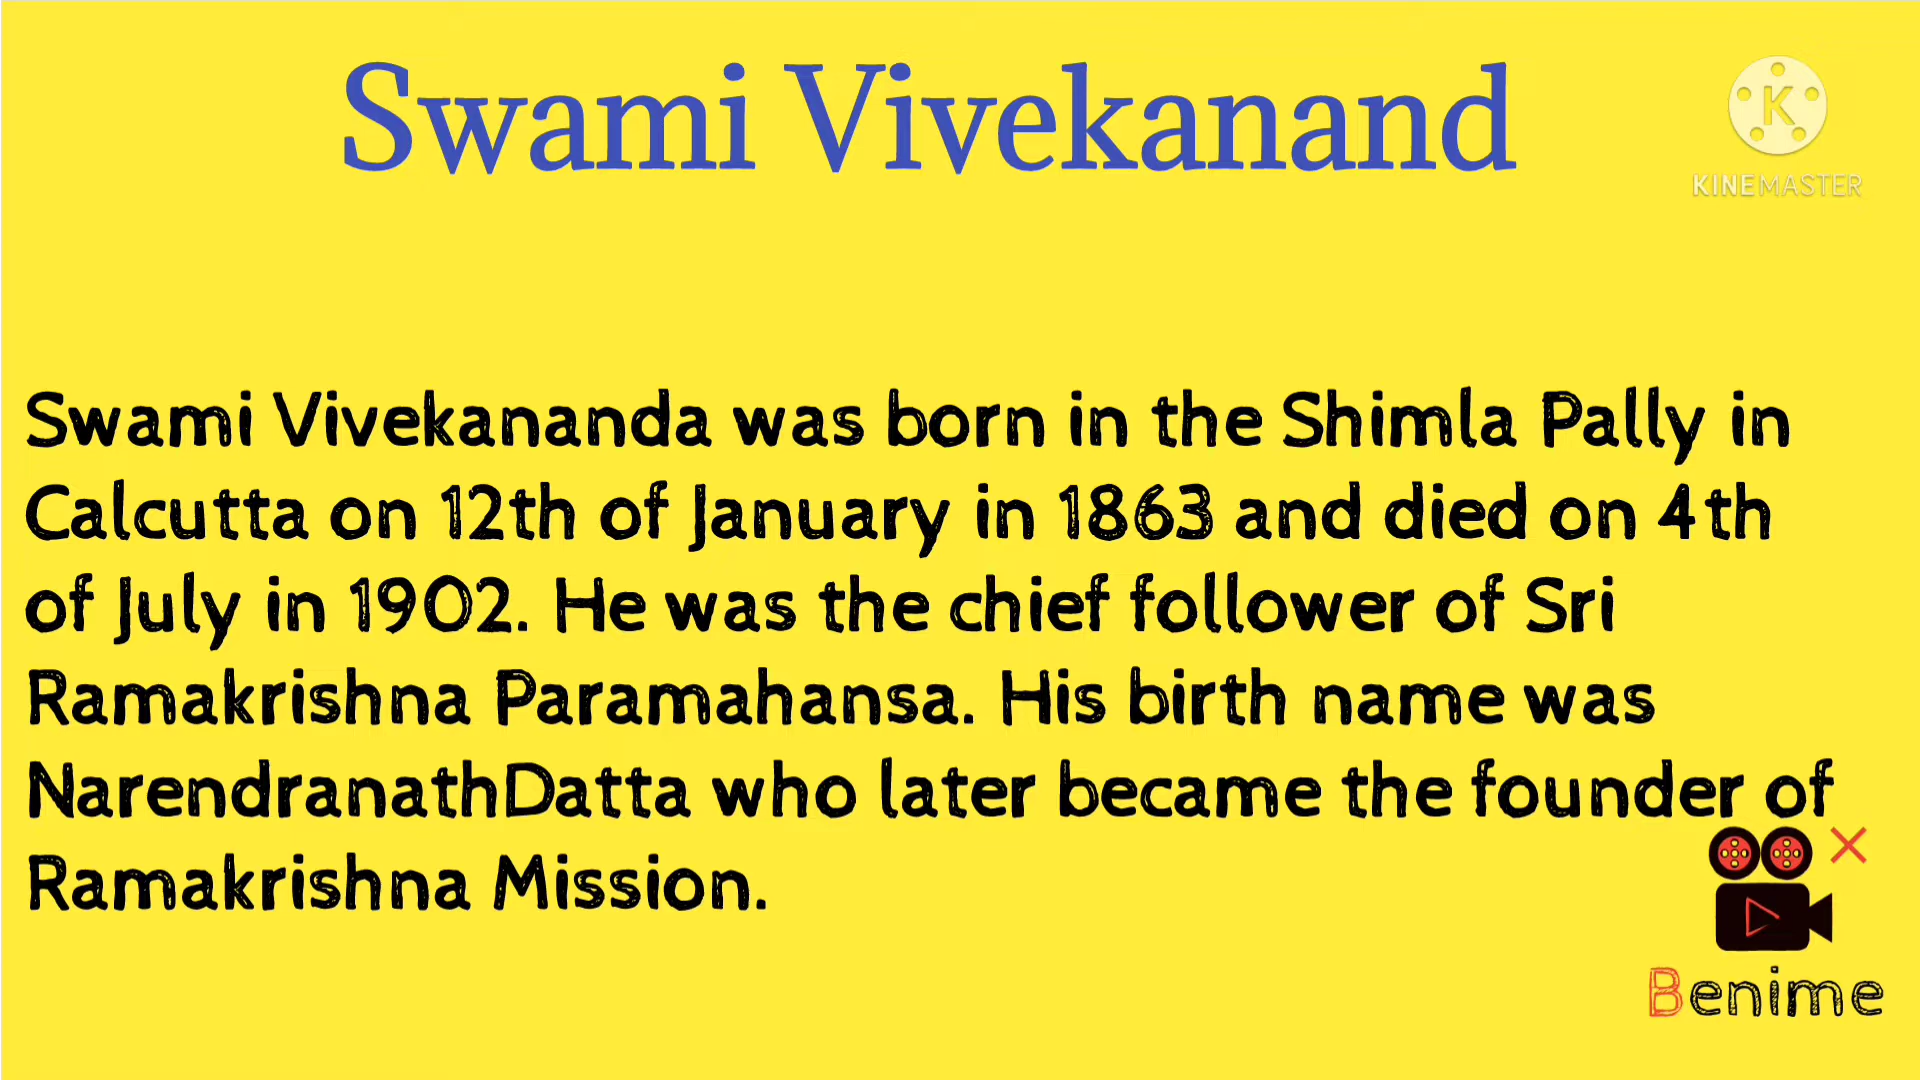 Swami Vivekanand
K
KINEMASTER
Swami Vivekananda was born in the Shimla Pally in
Calcutta on 12th of January in 1863 and died on 4th
of July in 1902. He was the chief follower of Sri
Ramakrishna Paramahansa. His birth name was
NarendranathDatta who later became the founder of
Ramakrishna Mission.
Benime